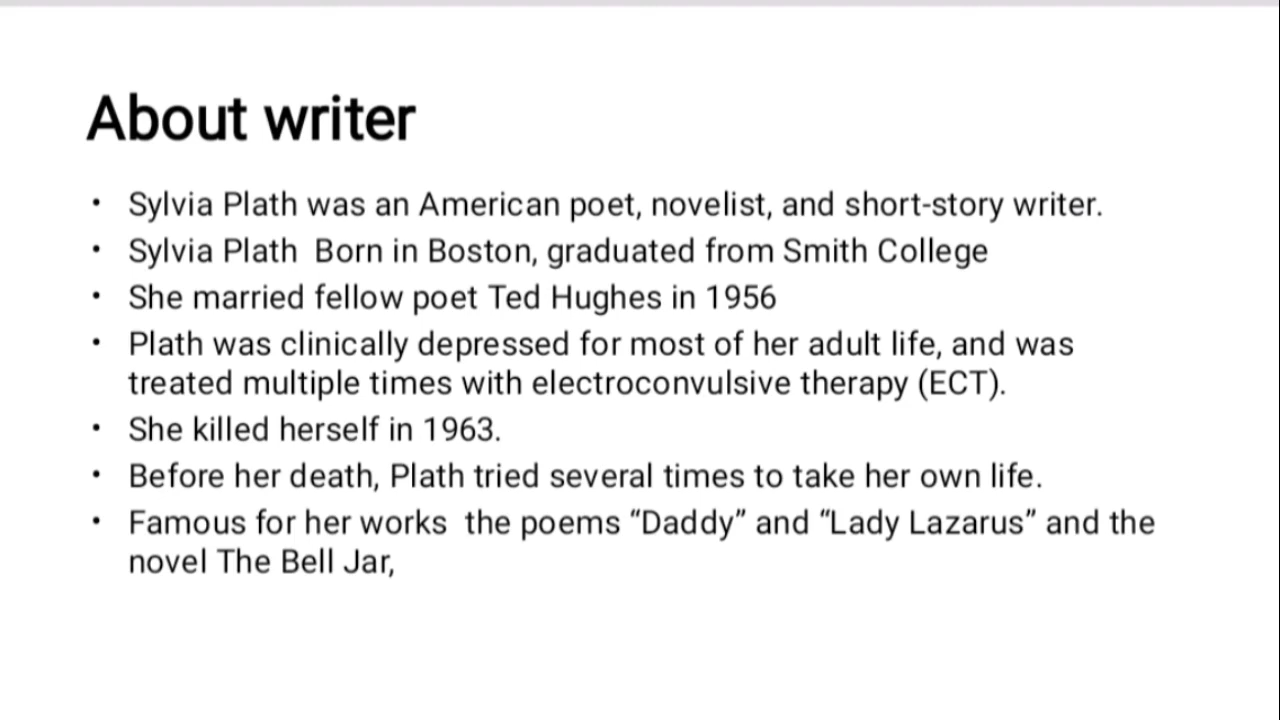 About writer
• Sylvia Plath was an American poet, novelist, and short-story writer.
• Sylvia Plath  Born in Boston, graduated from Smith College
• She married fellow poet Ted Hughes in 1956
• Plath was clinically depressed for most of her adult life, and was
treated multiple times with electroconvulsive therapy (ECT).
• She killed herself in 1963.
• Before her death, Plath tried several times to take her own life.
• Famous for her works  the poems “Daddy” and “Lady Lazarus” and the
novel The Bell Jar,